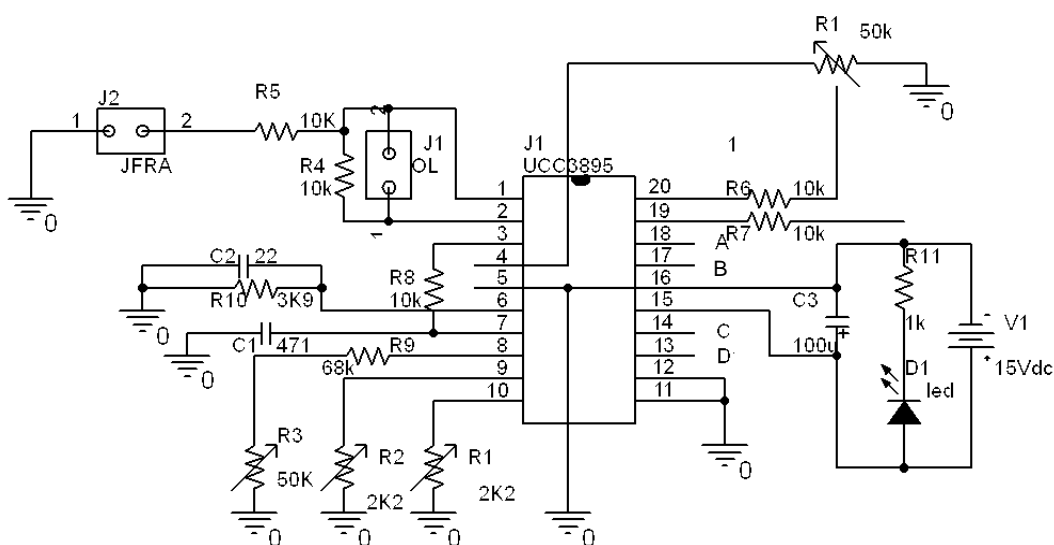 R1 50k
0
J2
1 2
JFRA
0
R5
10K
2
J1
OL
1
R4
10k
J1
UCC3895
1
1
2
3
4
5
6
7
8
9
10
20
19
18
17
16
15
14
13
12
11
R6 10k
R7 10k
A
B
C
D
C2 22
R10 3K9
0
R8
10k
C1 471
0
R9
68k
R3
50K
0
R2
2K2
0
R1
2K2
0
0
0
C3
100u
+
R11
1k
D1
led
V1
-
+
15Vdc